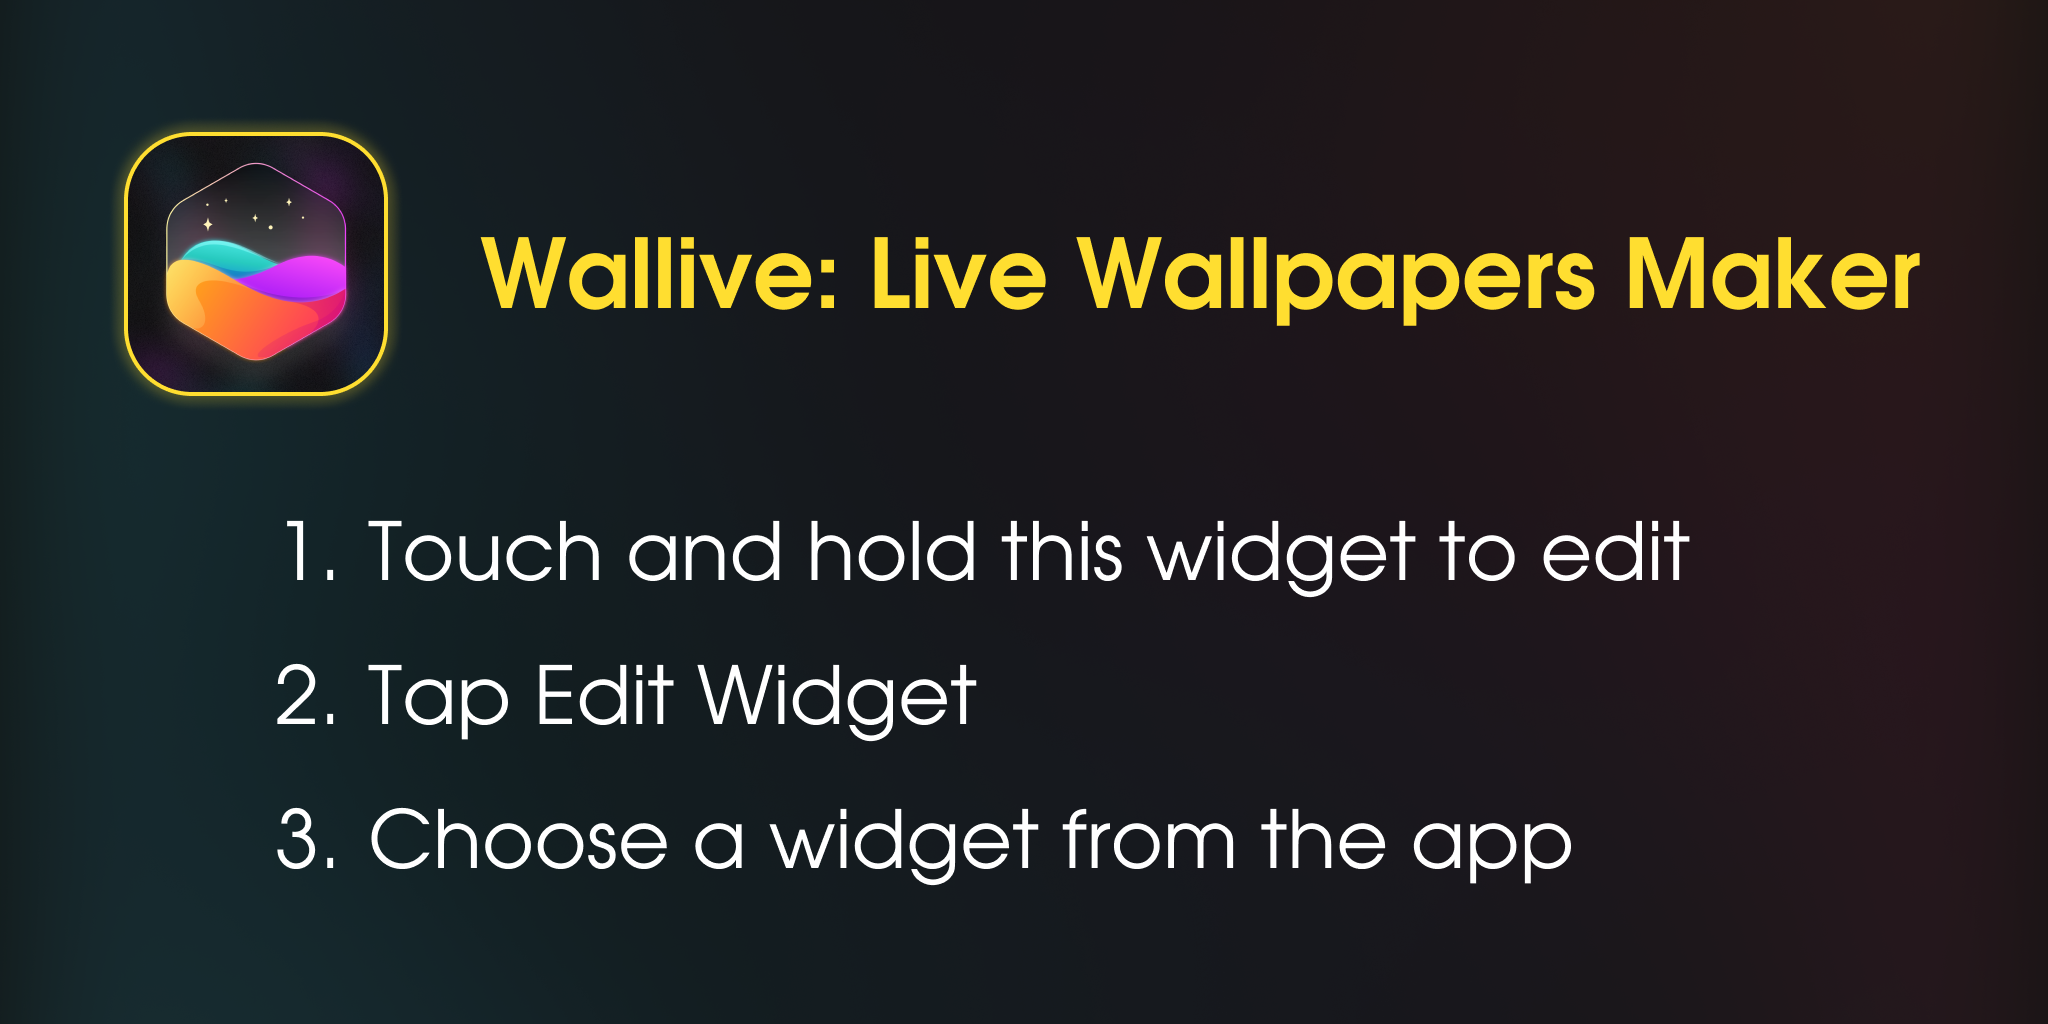 Wallive: Live Wallpapers Maker
1. Touch and hold this widget to edit
2. Tap Edit Widget
3. Choose a widget from the app